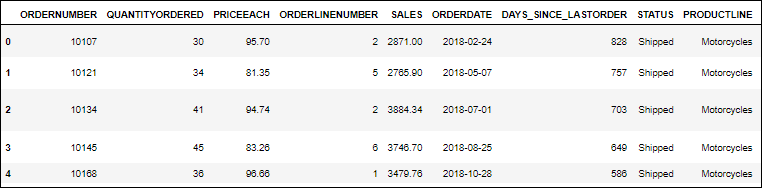 ORDERNUMBER QUANTITYORDERED PRICEEACH ORDERLINENUMBER SALES ORDERDATE DAYS_SINCE_LASTORDER STATUS PRODUCTLINE
0 10107 30 95.70 2 2871.00 2018-02-24 828 Shipped Motorcycles
1 10121 34 81.35 5 2765.90 2018-05-07 757 Shipped Motorcycles
2 10134 41 94.74 2 3884.34 2018-07-01 703 Shipped Motorcycles
3 10145 45 83.26 6 3746.70 2018-08-25 649 Shipped Motorcycles
4 10168 36 96.66 1 3479.76 2018-10-28 586 Shipped Motorcycles